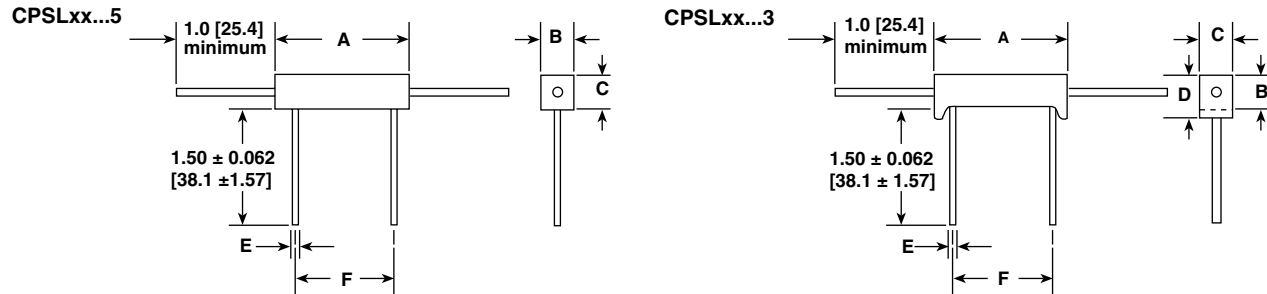 CPSLxx...5
1.0 [25.4]
minimum
A
B
C
1.50 ± 0.062
[38.1 ±1.57]
E
F
CPSLxx...3
1.0 [25.4]
minimum
A
C
D
B
1.50 ± 0.062
[38.1 ± 1.57]
E
F